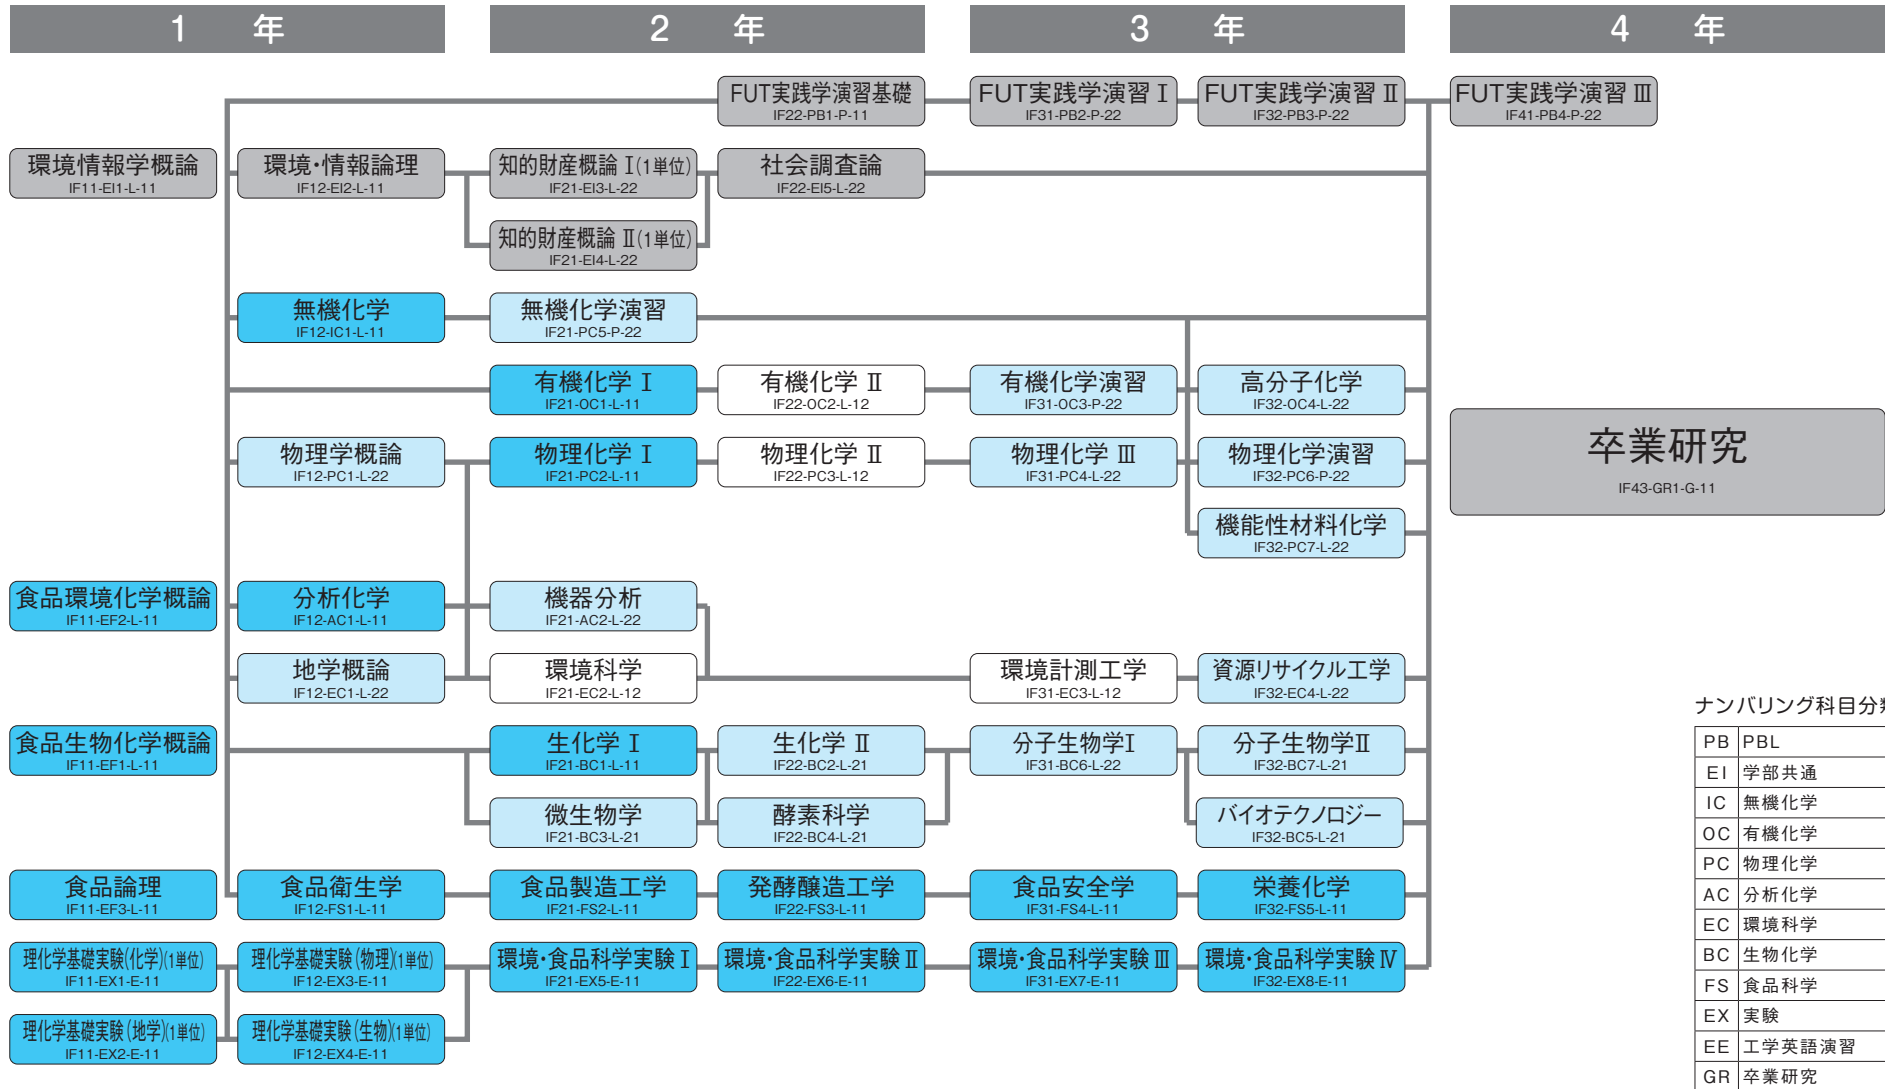 1 年
2 年
3 年
4 年
FUT実践学演習基礎
IF22-PB1-P-11
FUT実践学演習 Ⅰ
IF31-PB2-P-22
FUT実践学演習 Ⅱ
IF32-PB3-P-22
FUT実践学演習 Ⅲ
IF41-PB4-P-22
環境情報学概論
IF11-EI1-L-11
環境・情報論理
IF12-EI2-L-11
知的財産概論 Ⅰ(1単位)
IF21-EI3-L-22
社会調査論
IF22-EI5-L-22
知的財産概論 Ⅱ(1単位)
IF21-EI4-L-22
無機化学
IF12-IC1-L-11
無機化学演習
IF21-PC5-P-22
有機化学 Ⅰ
IF21-OC1-L-11
有機化学 Ⅱ
IF22-OC2-L-12
有機化学演習
IF31-OC3-P-22
高分子化学
IF32-OC4-L-22
物理学概論
IF12-PC1-L-22
物理化学 Ⅰ
IF21-PC2-L-11
物理化学 Ⅱ
IF22-PC3-L-12
物理化学 Ⅲ
IF31-PC4-L-22
物理化学演習
IF32-PC6-P-22
卒業研究
IF43-GR1-G-11
機能性材料化学
IF32-PC7-L-22
食品環境化学概論
IF11-EF2-L-11
分析化学
IF12-AC1-L-11
機器分析
IF21-AC2-L-22
地学概論
IF12-EC1-L-22
環境科学
IF21-EC2-L-12
環境計測工学
IF31-EC3-L-12
資源リサイクル工学
IF32-EC4-L-22
食品生物化学概論
IF11-EF1-L-11
生化学 Ⅰ
IF21-BC1-L-11
生化学 Ⅱ
IF22-BC2-L-21
分子生物学Ⅰ
IF31-BC6-L-22
分子生物学Ⅱ
IF32-BC7-L-21
微生物学
IF21-BC3-L-21
酵素科学
IF22-BC4-L-21
バイオテクノロジー
IF32-BC5-L-21
食品論理
IF11-EF3-L-11
食品衛生学
IF12-FS1-L-11
食品製造工学
IF21-FS2-L-11
発酵醸造工学
IF22-FS3-L-11
食品安全学
IF31-FS4-L-11
栄養化学
IF32-FS5-L-11
理化学基礎実験(化学)(1単位)
IF11-EX1-E-11
理化学基礎実験(物理)(1単位)
IF12-EX3-E-11
環境・食品科学実験 Ⅰ
IF21-EX5-E-11
環境・食品科学実験 Ⅱ
IF22-EX6-E-11
環境・食品科学実験 Ⅲ
IF31-EX7-E-11
環境・食品科学実験 Ⅳ
IF32-EX8-E-11
理化学基礎実験(地学)(1単位)
IF11-EX2-E-11
理化学基礎実験(生物)(1単位)
IF12-EX4-E-11
ナンバリング科目分類
PB PBL
EI 学部共通
IC 無機化学
OC 有機化学
PC 物理化学
AC 分析化学
EC 環境科学
BC 生物化学
FS 食品科学
EX 実験
EE 工学英語演習
GR 卒業研究